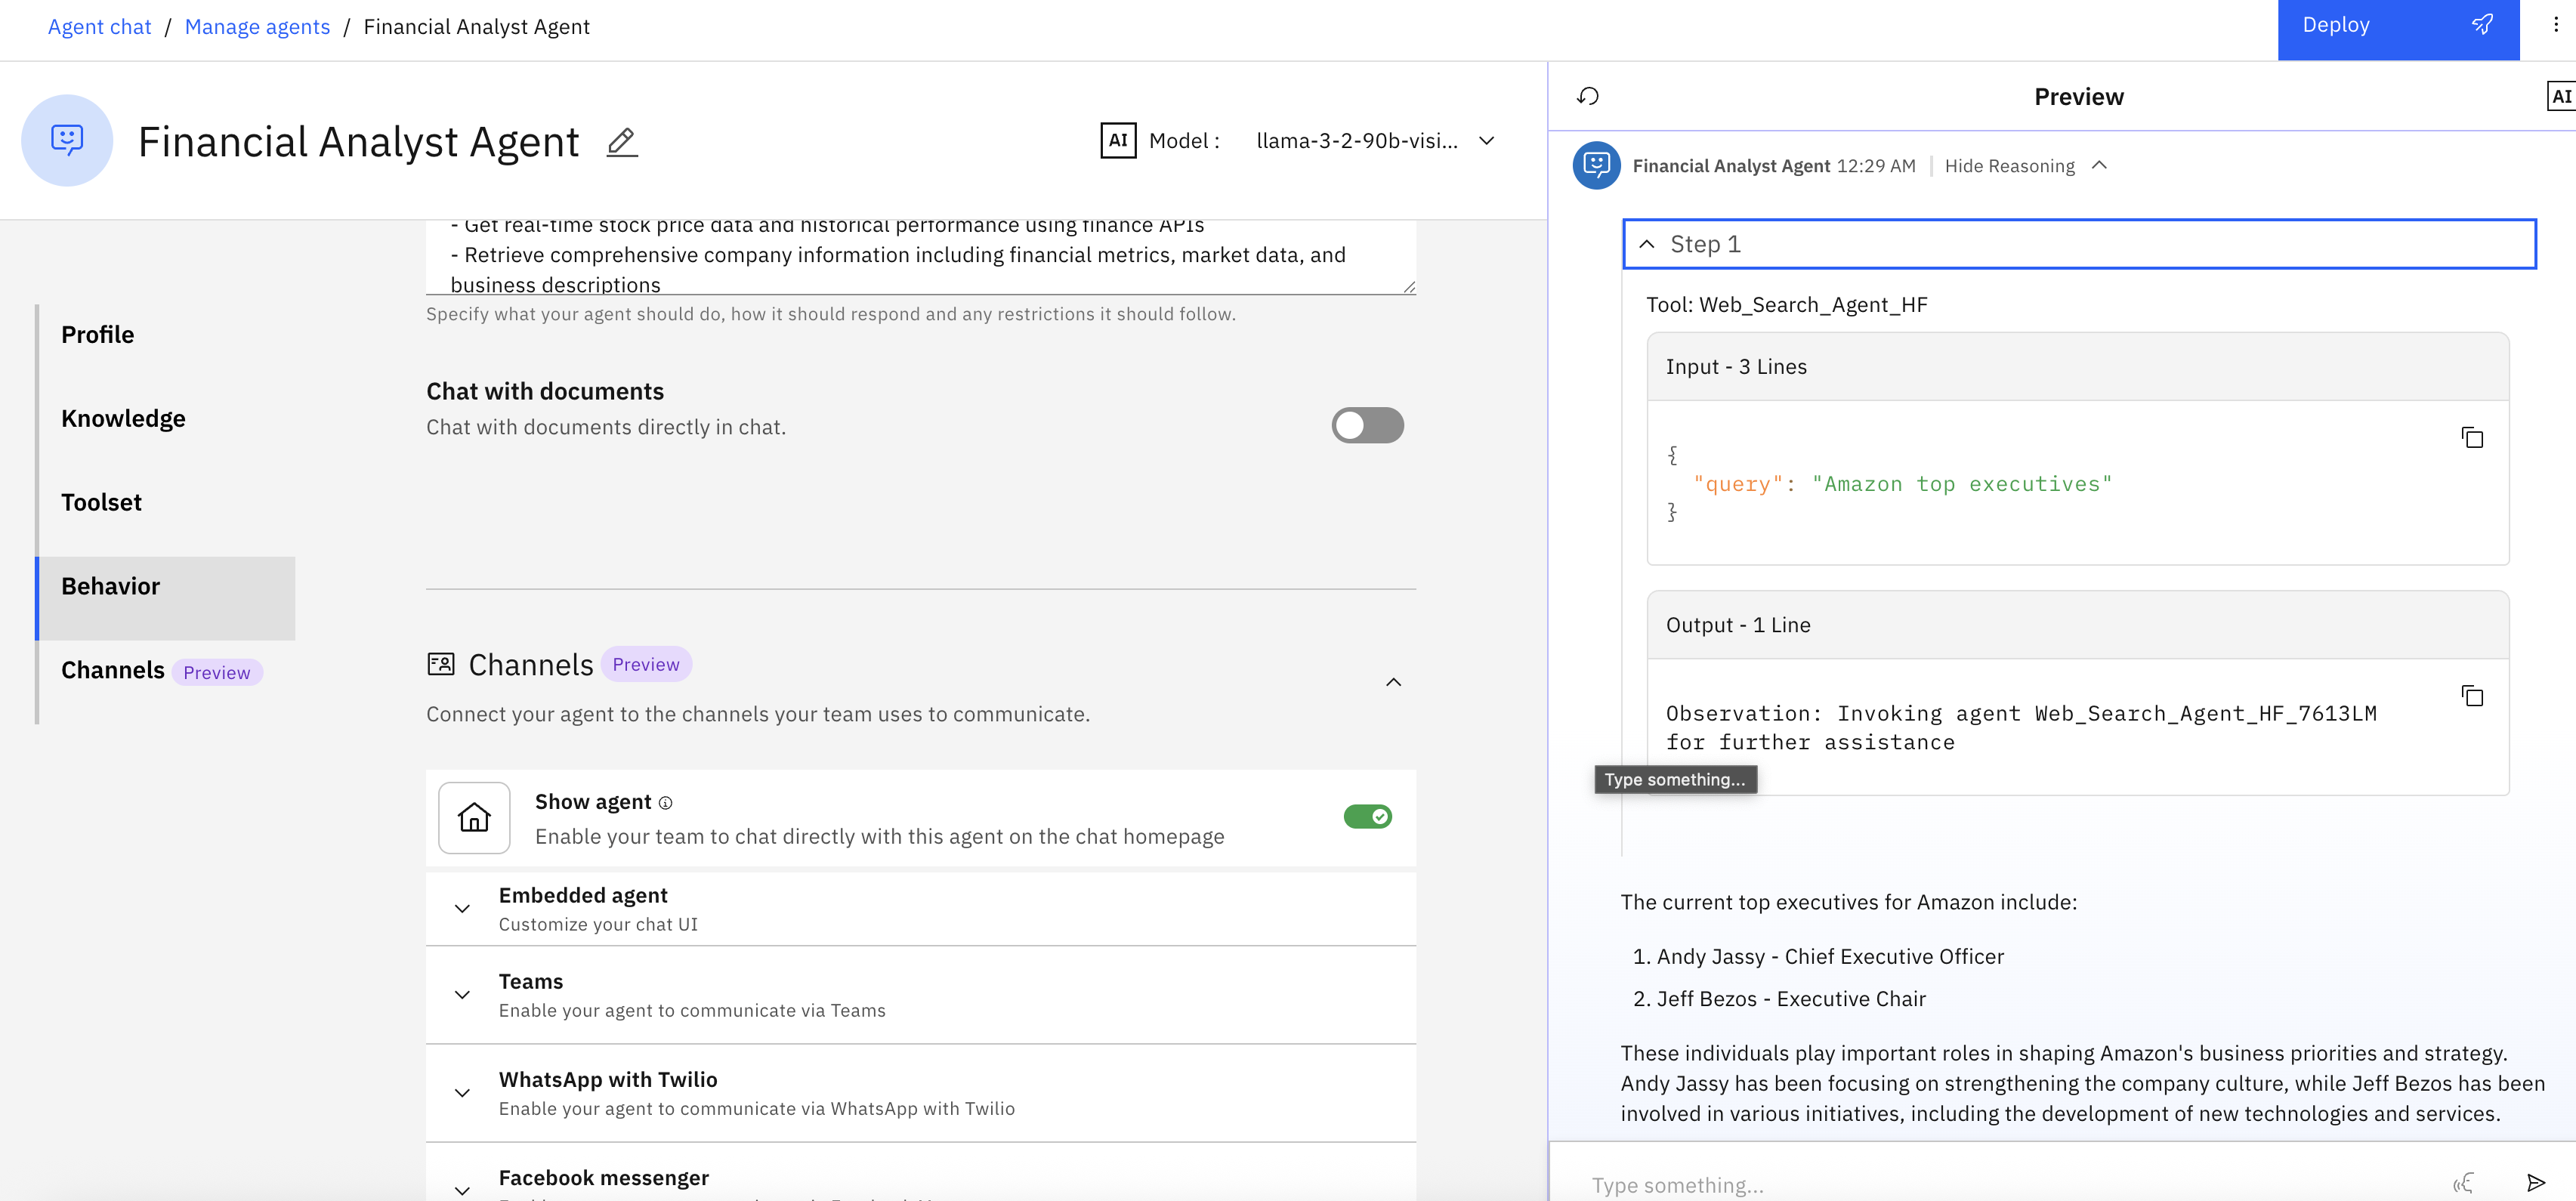 Agent chat / Manage agents / Financial Analyst Agent
Deploy
Financial Analyst Agent
AI Model : llama-3-2-90b-visi...
- Get real-time stock price data and historical performance using finance APIs
- Retrieve comprehensive company information including financial metrics, market data, and
business descriptions
Specify what your agent should do, how it should respond and any restrictions it should follow.
Profile
Knowledge
Toolset
Behavior
Channels Preview
Chat with documents
Chat with documents directly in chat.
Channels Preview
Connect your agent to the channels your team uses to communicate.
Show agent
Enable your team to chat directly with this agent on the chat homepage
Embedded agent
Customize your chat UI
Teams
Enable your agent to communicate via Teams
WhatsApp with Twilio
Enable your agent to communicate via WhatsApp with Twilio
Facebook messenger
Preview
AI
Financial Analyst Agent 12:29 AM Hide Reasoning
Step 1
Tool: Web_Search_Agent_HF
Input - 3 Lines
{
"query": "Amazon top executives"
}
Output - 1 Line
Observation: Invoking agent Web_Search_Agent_HF_7613LM
for further assistance
Type something...
The current top executives for Amazon include:
1. Andy Jassy - Chief Executive Officer
2. Jeff Bezos - Executive Chair
These individuals play important roles in shaping Amazon's business priorities and strategy.
Andy Jassy has been focusing on strengthening the company culture, while Jeff Bezos has been
involved in various initiatives, including the development of new technologies and services.
Type something...